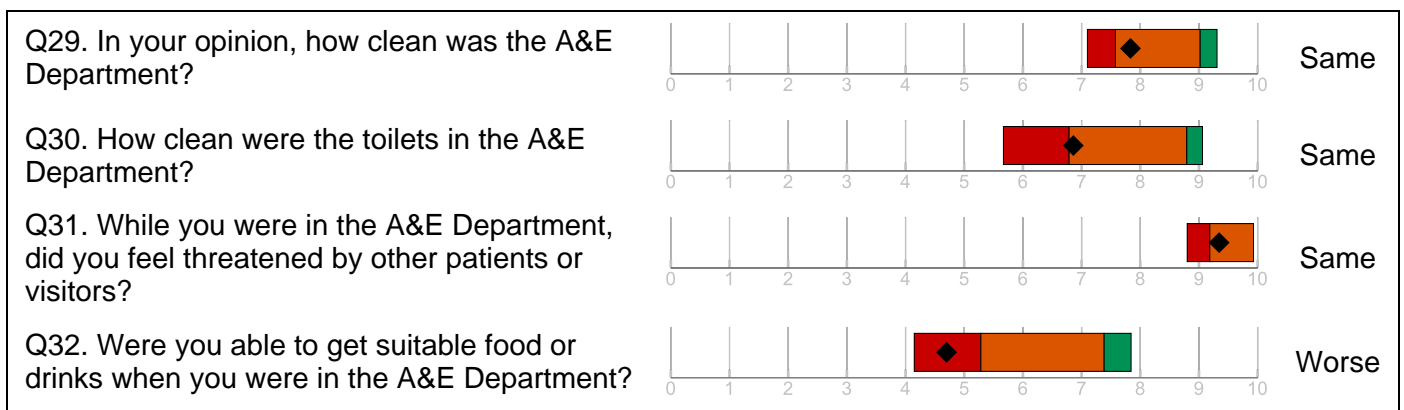 Q29. In your opinion, how clean was the A&E
Department?
0 1 2 3 4 5 6 7 8 9 10
Same
Q30. How clean were the toilets in the A&E
Department?
0 1 2 3 4 5 6 7 8 9 10
Same
Q31. While you were in the A&E Department,
did you feel threatened by other patients or
visitors?
0 1 2 3 4 5 6 7 8 9 10
Same
Q32. Were you able to get suitable food or
drinks when you were in the A&E Department?
0 1 2 3 4 5 6 7 8 9 10
Worse